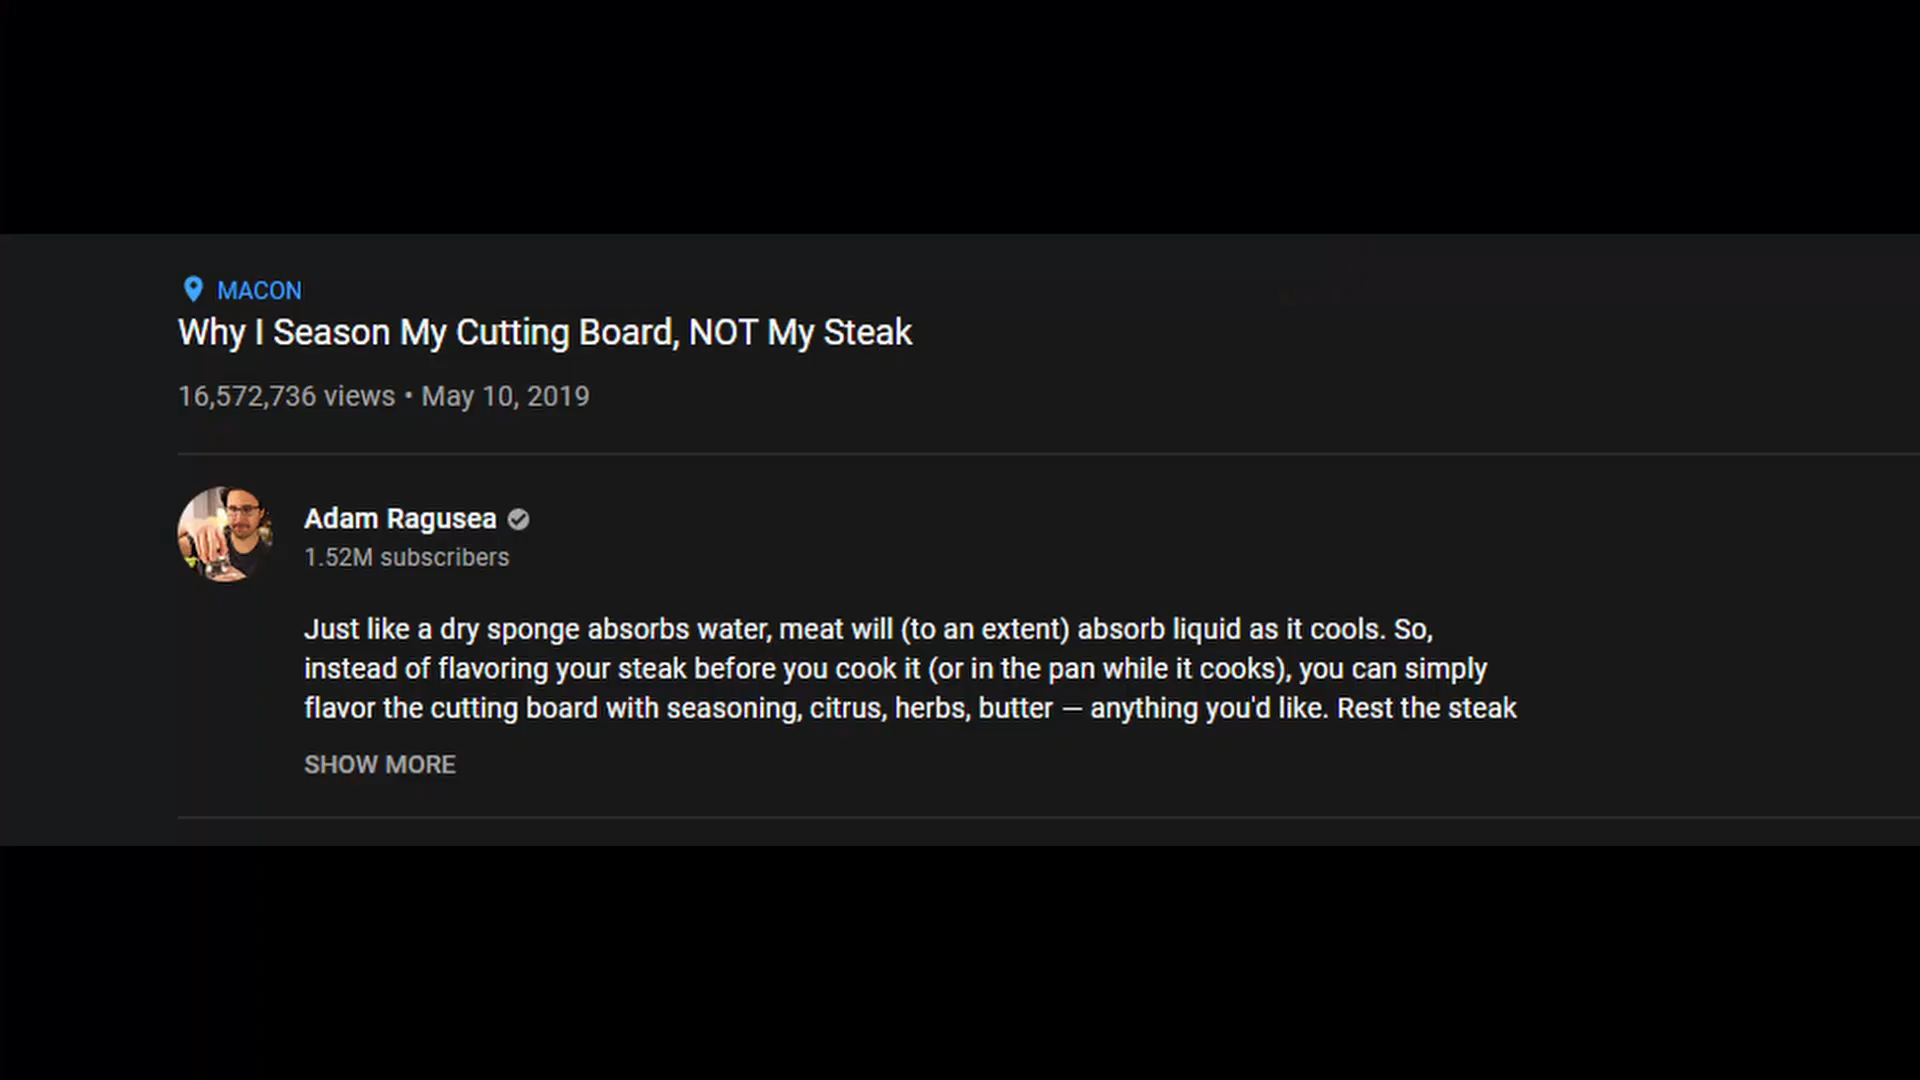 MACON
Why I Season My Cutting Board, NOT My Steak
16,572,736 views • May 10, 2019
Adam Ragusea
1.52M subscribers
Just like a dry sponge absorbs water, meat will (to an extent) absorb liquid as it cools. So,
instead of flavoring your steak before you cook it (or in the pan while it cooks), you can simply
flavor the cutting board with seasoning, citrus, herbs, butter — anything you'd like. Rest the steak
SHOW MORE